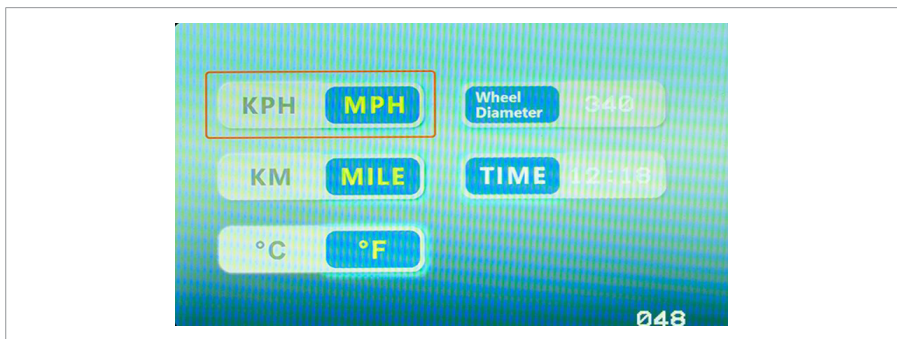 KPH MPH
Wheel
Diameter 340
KM MILE
TIME 12:18
°C °F
048